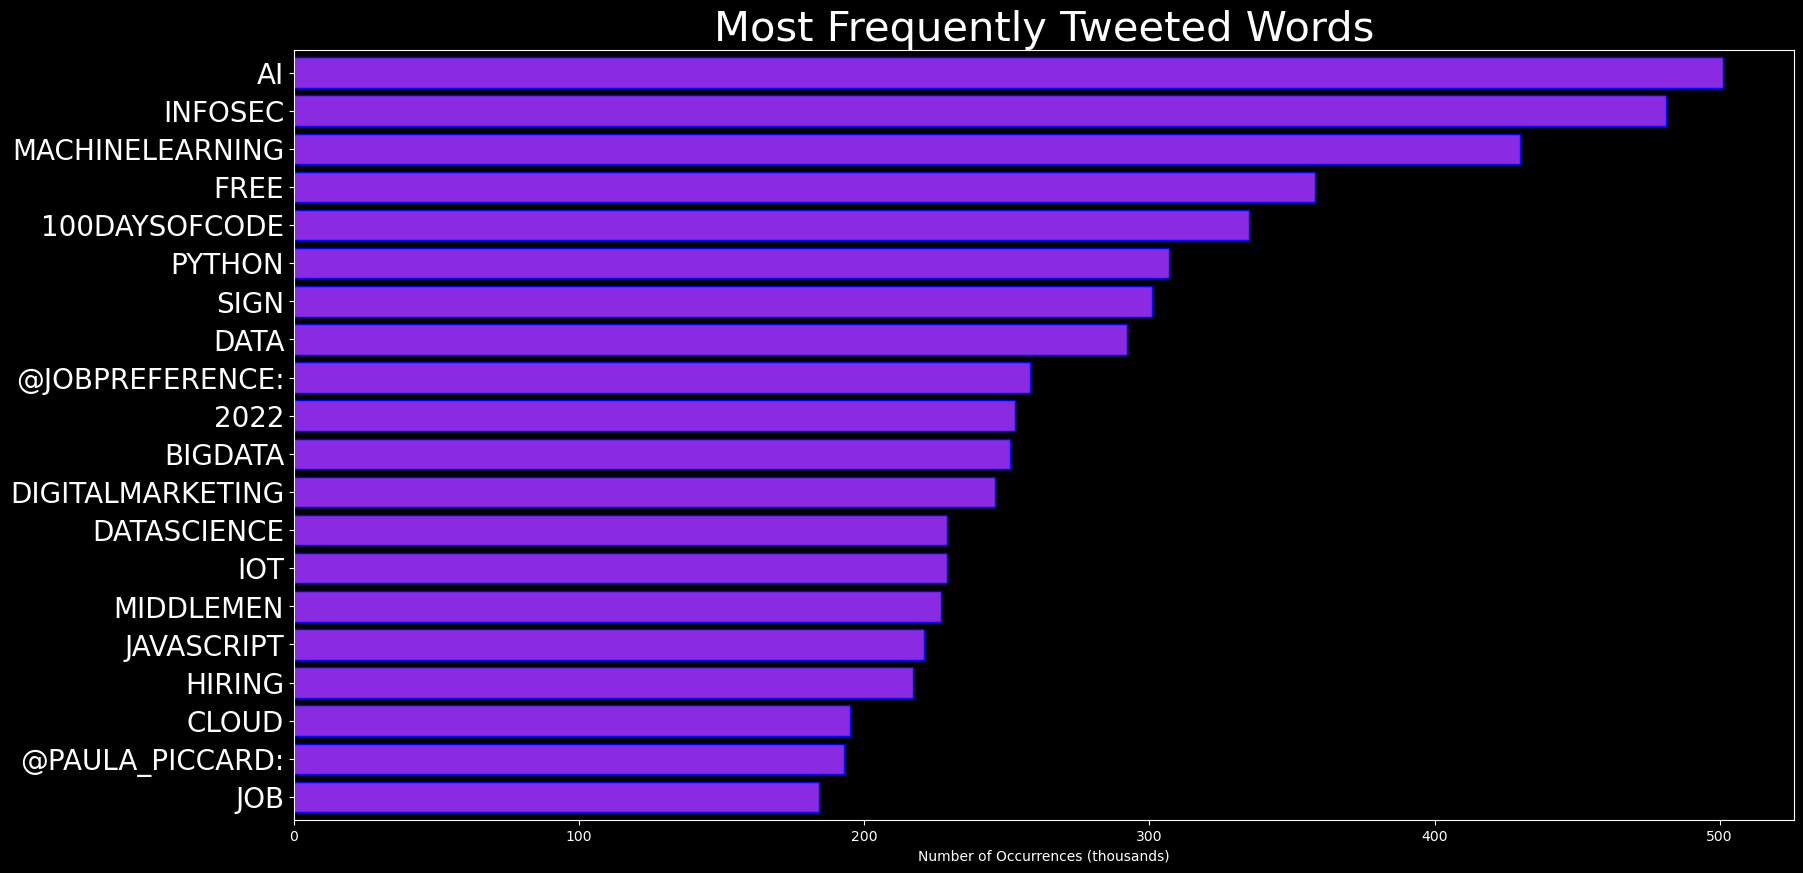 Most Frequently Tweeted Words
AI
INFOSEC
MACHINELEARNING
FREE
100DAYSOFCODE
PYTHON
SIGN
DATA
@JOBPREFERENCE:
2022
BIGDATA
DIGITALMARKETING
DATASCIENCE
IOT
MIDDLEMEN
JAVASCRIPT
HIRING
CLOUD
@PAULA_PICCARD:
JOB
0 100 200 300 400 500
Number of Occurrences (thousands)